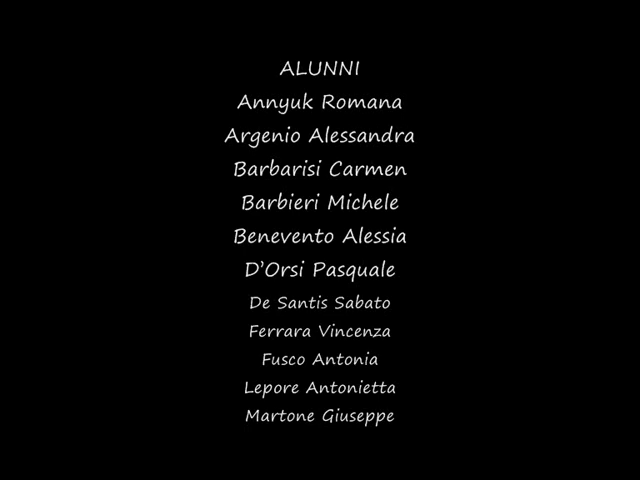 ALUNNI
Annyuk Romana
Argenio Alessandra
Barbarisi Carmen
Barbieri Michele
Benevento Alessia
D’Orsi Pasquale
De Santis Sabato
Ferrara Vincenza
Fusco Antonia
Lepore Antonietta
Martone Giuseppe